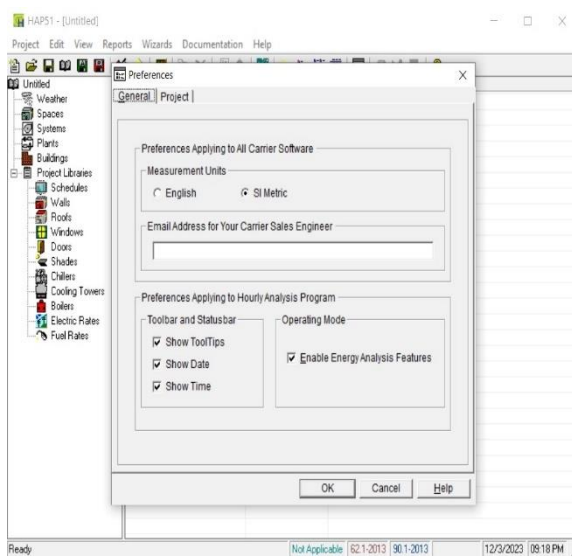 HAP51 - [Untitled]
Project Edit View Reports Wizards Documentation Help
Untitled
Weather
Spaces
Systems
Plants
Buildings
Project Libraries
Schedules
Walls
Roofs
Windows
Doors
Shades
Chillers
Cooling Towers
Boilers
Electric Rates
Fuel Rates
Preferences
General Project
Preferences Applying to All Carrier Software
Measurement Units
English SI Metric
Email Address for Your Carrier Sales Engineer
Preferences Applying to Hourly Analysis Program
Toolbar and Statusbar
Show ToolTips
Show Date
Show Time
Operating Mode
Enable Energy Analysis Features
OK Cancel Help
Ready Not Applicable 62.1-2013 90.1-2013 12/3/2023 09:18 PM